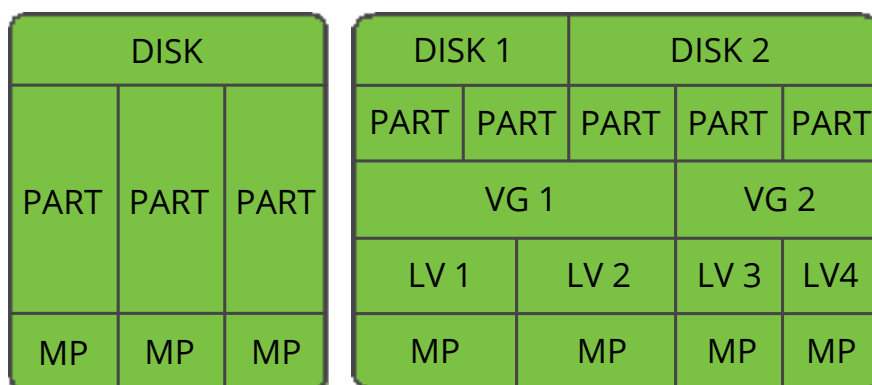 DISK
PART PART PART
MP MP MP
DISK 1 DISK 2
PART PART PART PART PART
VG 1 VG 2
LV 1 LV 2 LV 3 LV4
MP MP MP MP